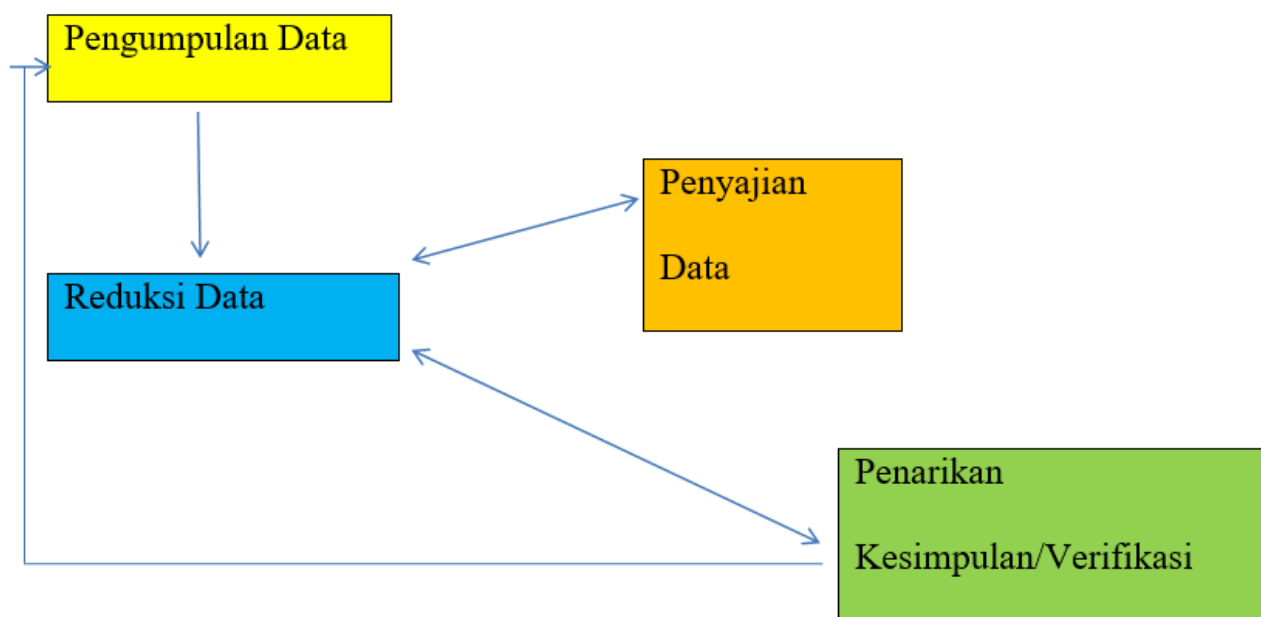 Pengumpulan Data
Penyajian
Data
Reduksi Data
Penarikan
Kesimpulan/Verifikasi